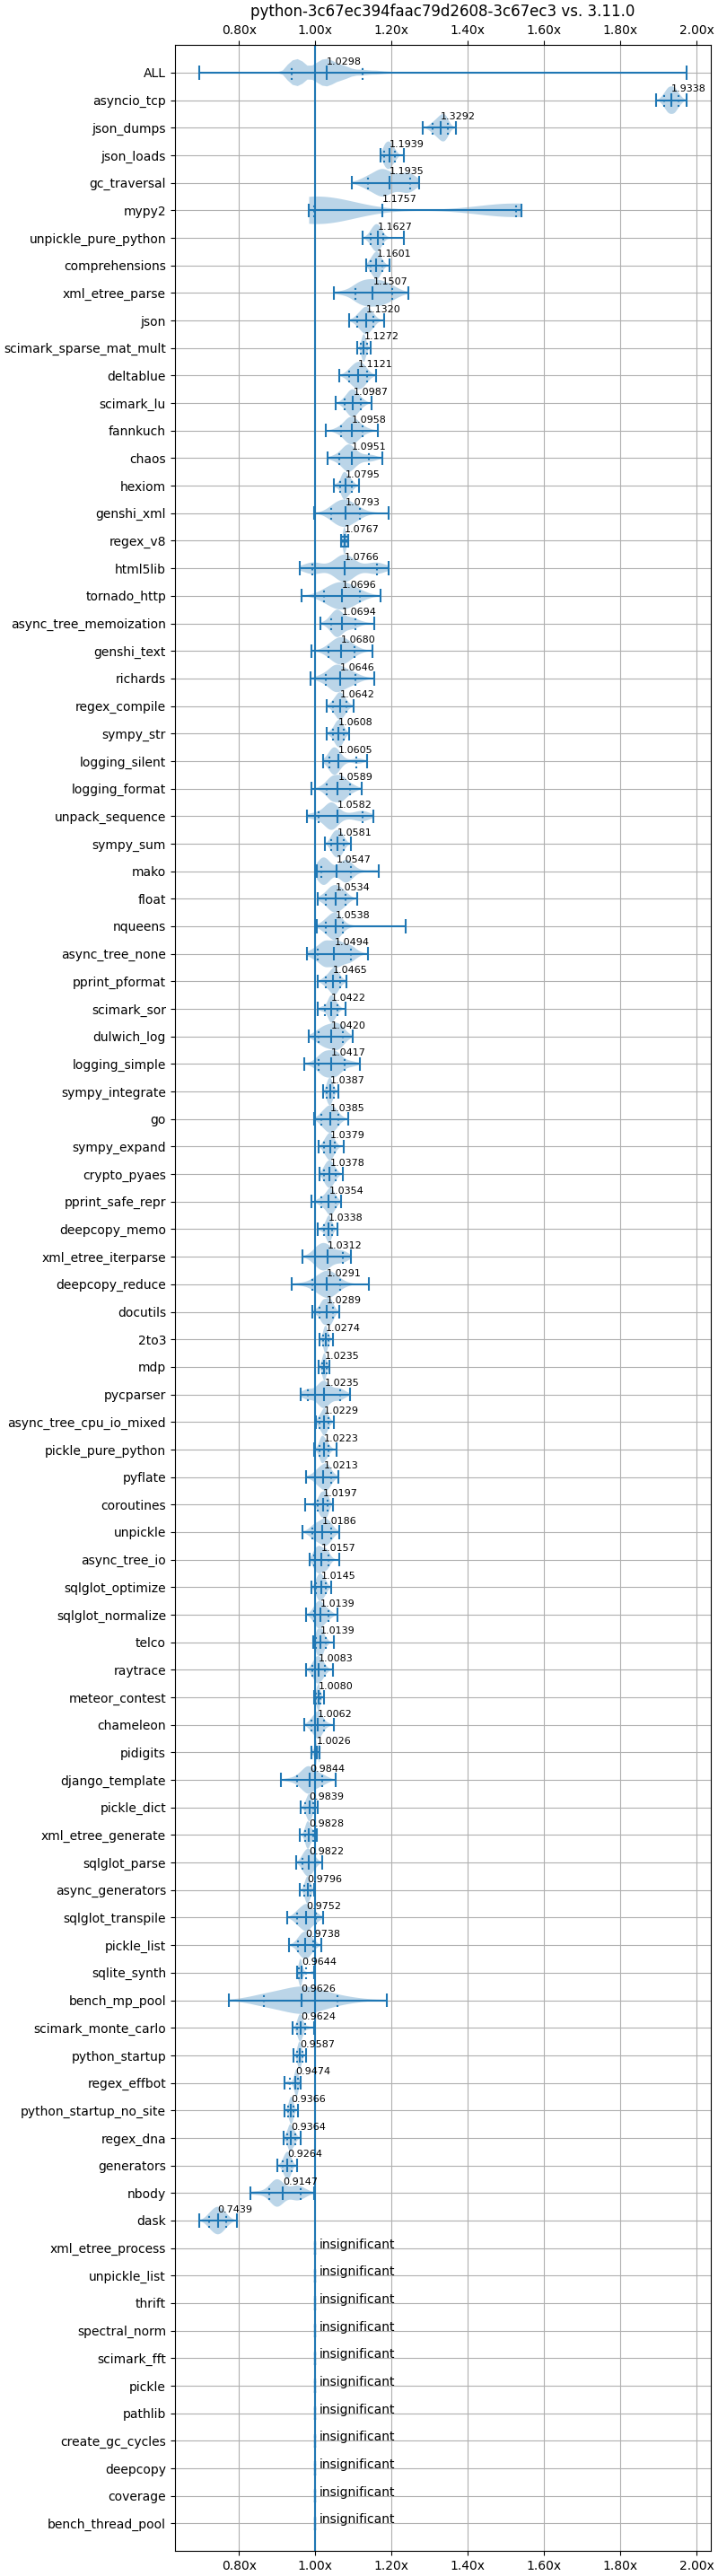 python-3c67ec394faac79d2608-3c67ec3 vs. 3.11.0
0.80x 1.00x 1.20x 1.40x 1.60x 1.80x 2.00x
ALL 1.0298
asyncio_tcp 1.9338
json_dumps 1.3292
json_loads 1.1939
gc_traversal 1.1935
mypy2 1.1757
unpickle_pure_python 1.1627
comprehensions 1.1601
xml_etree_parse 1.1507
json 1.1320
scimark_sparse_mat_mult 1.1272
deltablue 1.1121
scimark_lu 1.0987
fannkuch 1.0958
chaos 1.0951
hexiom 1.0795
genshi_xml 1.0793
regex_v8 1.0767
html5lib 1.0766
tornado_http 1.0696
async_tree_memoization 1.0694
genshi_text 1.0680
richards 1.0646
regex_compile 1.0642
sympy_str 1.0608
logging_silent 1.0605
logging_format 1.0589
unpack_sequence 1.0582
sympy_sum 1.0581
mako 1.0547
float 1.0534
nqueens 1.0538
async_tree_none 1.0494
pprint_pformat 1.0465
scimark_sor 1.0422
dulwich_log 1.0420
logging_simple 1.0417
sympy_integrate 1.0387
go 1.0385
sympy_expand 1.0379
crypto_pyaes 1.0378
pprint_safe_repr 1.0354
deepcopy_memo 1.0338
xml_etree_iterparse 1.0312
deepcopy_reduce 1.0291
docutils 1.0289
2to3 1.0274
mdp 1.0235
pycparser 1.0235
async_tree_cpu_io_mixed 1.0229
pickle_pure_python 1.0223
pyflate 1.0213
coroutines 1.0197
unpickle 1.0186
async_tree_io 1.0157
sqlglot_optimize 1.0145
sqlglot_normalize 1.0139
telco 1.0139
raytrace 1.0083
meteor_contest 1.0080
chameleon 1.0062
pidigits 1.0026
django_template 0.9844
pickle_dict 0.9839
xml_etree_generate 0.9828
sqlglot_parse 0.9822
async_generators 0.9796
sqlglot_transpile 0.9752
pickle_list 0.9738
sqlite_synth 0.9644
bench_mp_pool 0.9626
scimark_monte_carlo 0.9624
python_startup 0.9587
regex_effbot 0.9474
python_startup_no_site 0.9366
regex_dna 0.9364
generators 0.9264
nbody 0.9147
dask 0.7439
xml_etree_process insignificant
unpickle_list insignificant
thrift insignificant
spectral_norm insignificant
scimark_fft insignificant
pickle insignificant
pathlib insignificant
create_gc_cycles insignificant
deepcopy insignificant
coverage insignificant
bench_thread_pool insignificant
0.80x 1.00x 1.20x 1.40x 1.60x 1.80x 2.00x